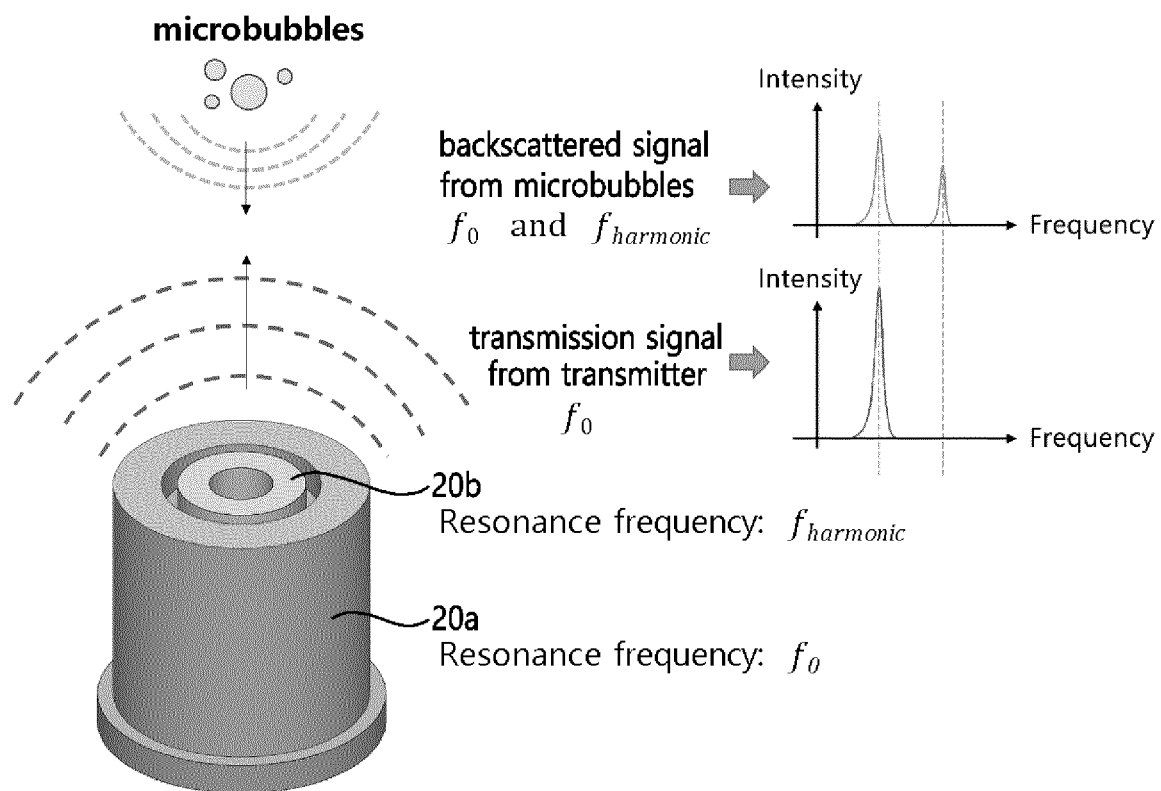 microbubbles
Intensity
backscattered signal
from microbubbles
f0 and fharmonic
Frequency
Intensity
transmission signal
from transmitter
f0
Frequency
20b
Resonance frequency: fharmonic
20a
Resonance frequency: f0